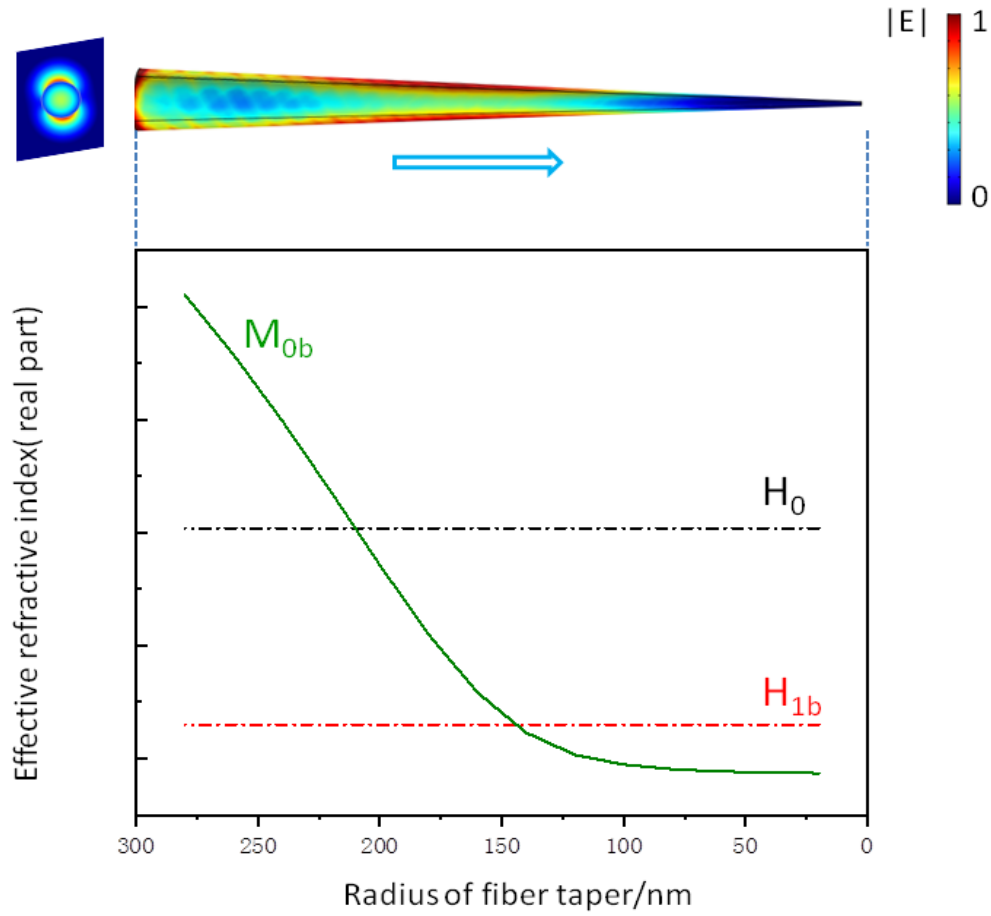 |E|
1
0
Effective refractive index( real part)
M0b
H0
H1b
300
250
200
150
100
50
0
Radius of fiber taper/nm